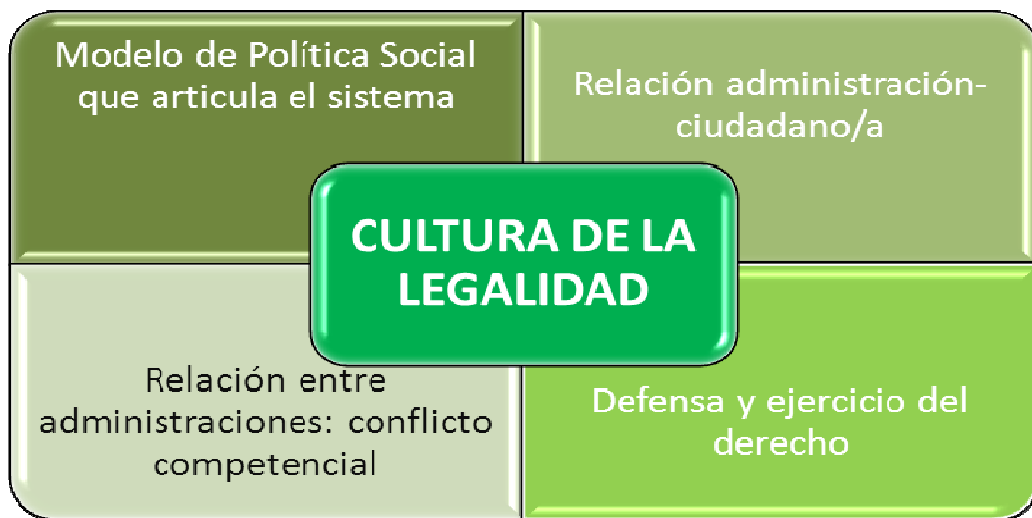 Modelo de Política Social
que articula el sistema
Relación administración-
ciudadano/a
CULTURA DE LA
LEGALIDAD
Relación entre
administraciones: conflicto
competencial
Defensa y ejercicio del
derecho